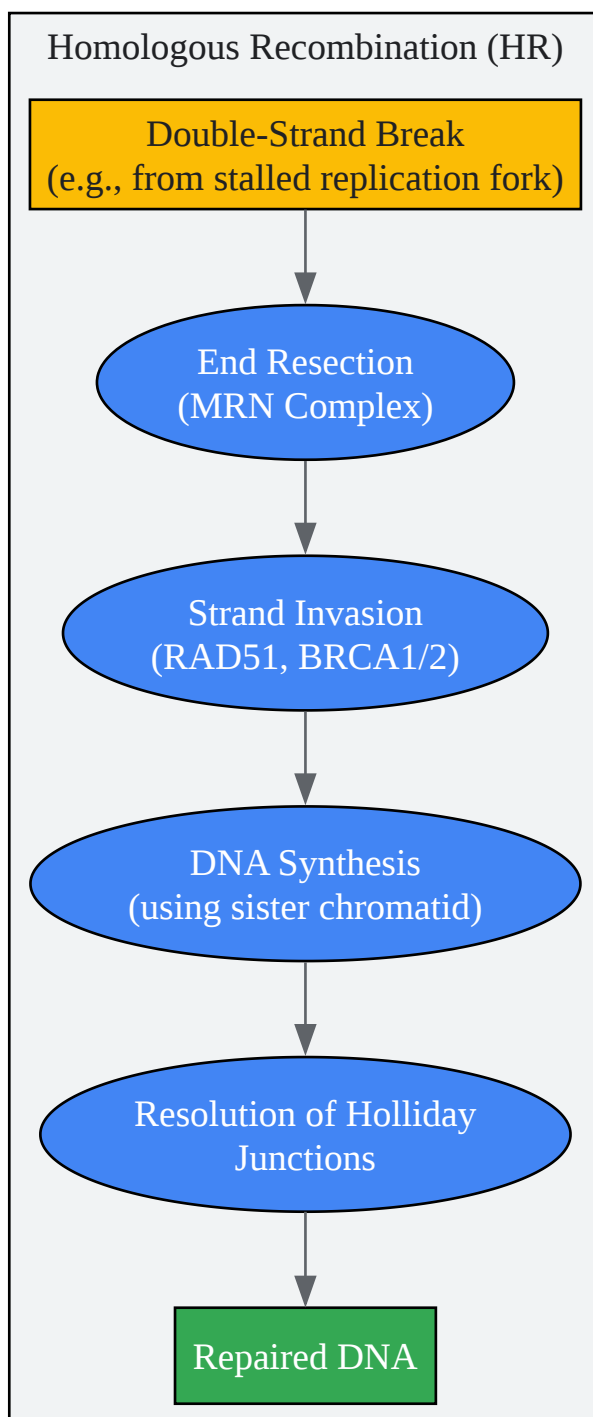 Homologous Recombination (HR)
Double-Strand Break
(e.g., from stalled replication fork)
End Resection
(MRN Complex)
Strand Invasion
(RAD51, BRCA1/2)
DNA Synthesis
(using sister chromatid)
Resolution of Holliday
Junctions
Repaired DNA